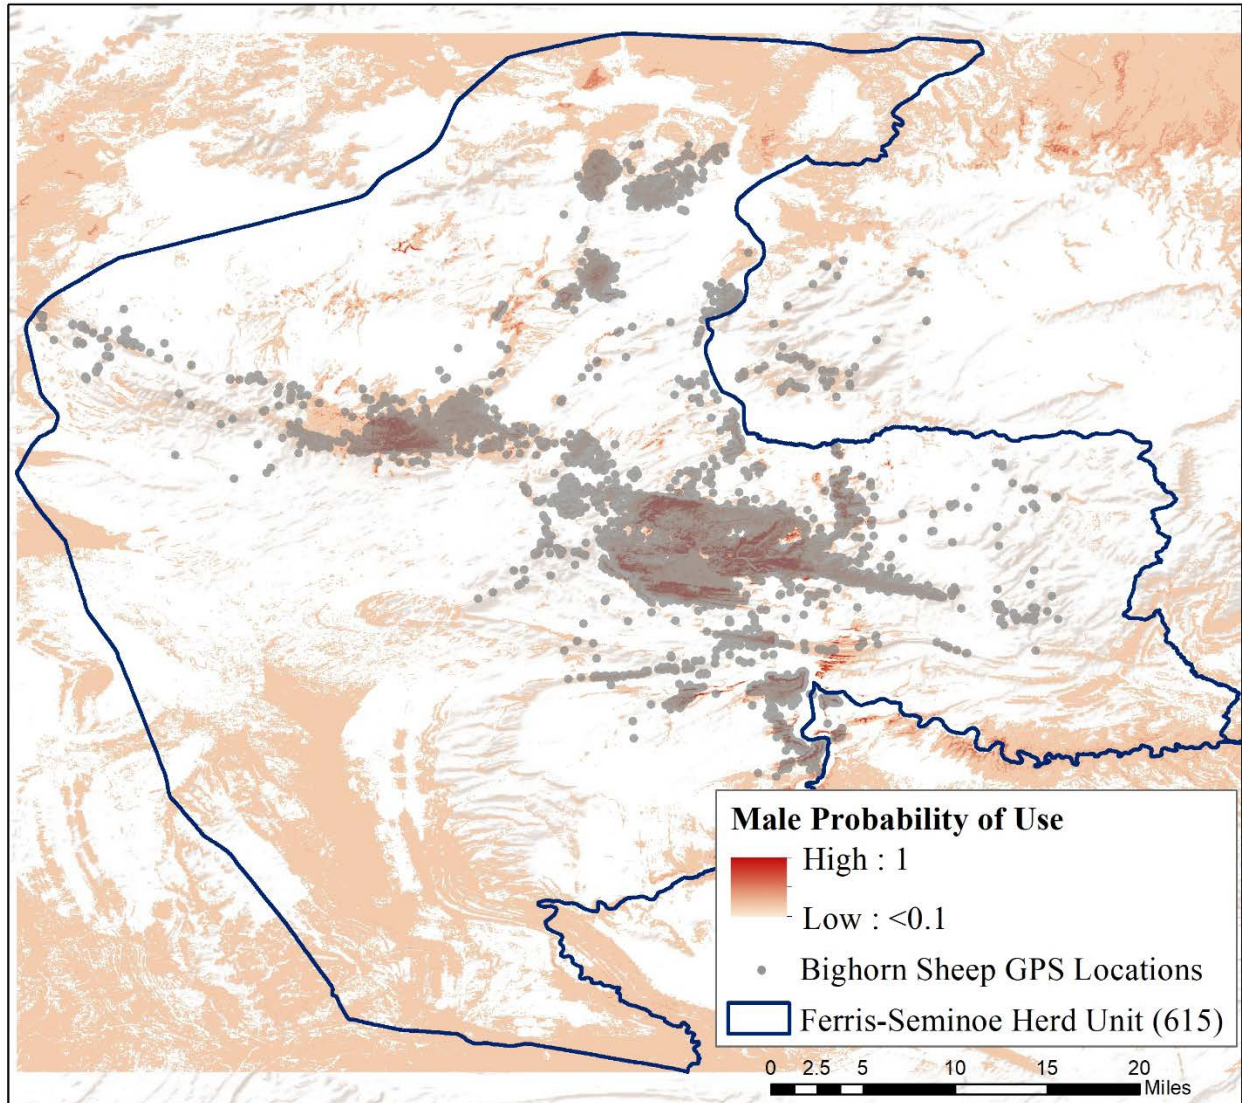 Male Probability of Use
High : 1
Low : <0.1
Bighorn Sheep GPS Locations
Ferris-Seminoe Herd Unit (615)
0 2.5 5 10 15 20
Miles